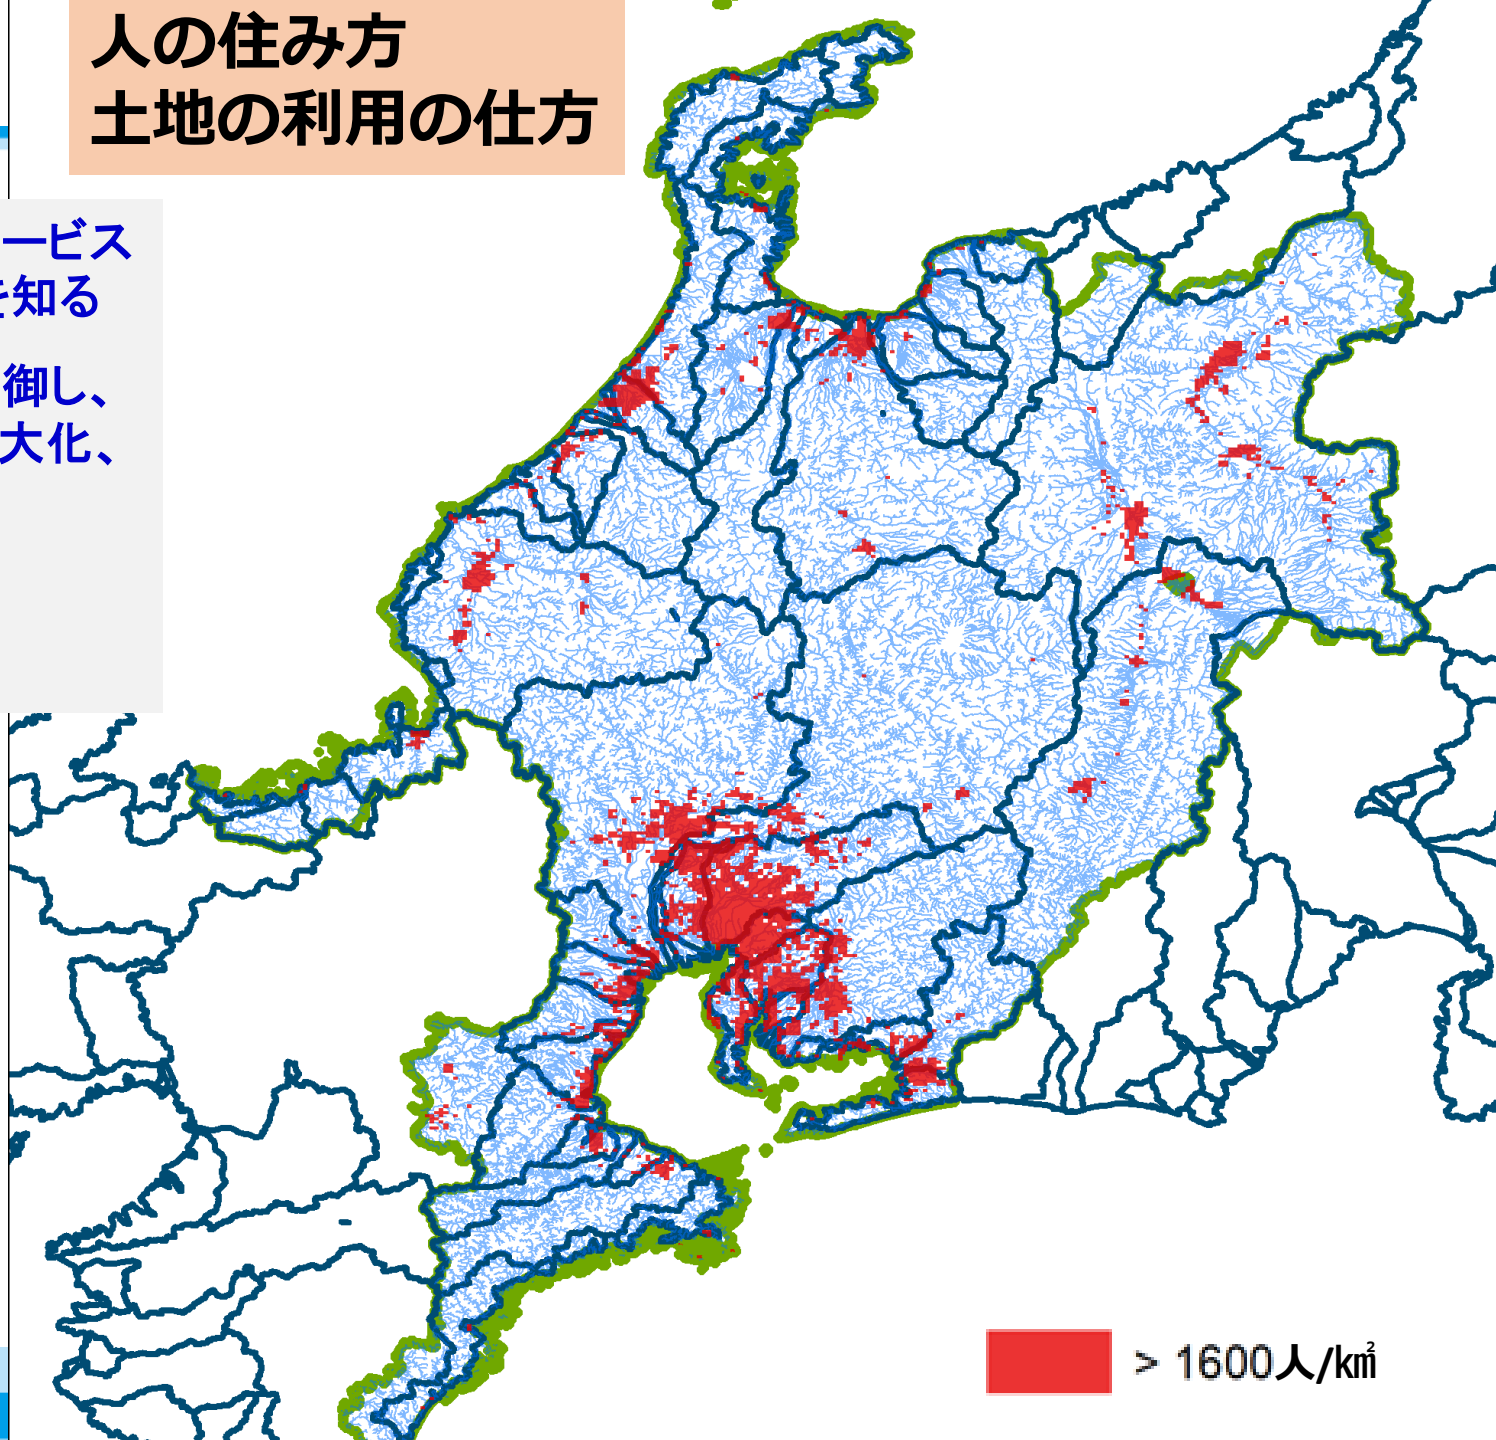 人の住み方
土地の利用の仕方
ービス
を知る
御し、
大化、
> 1600人/k㎡